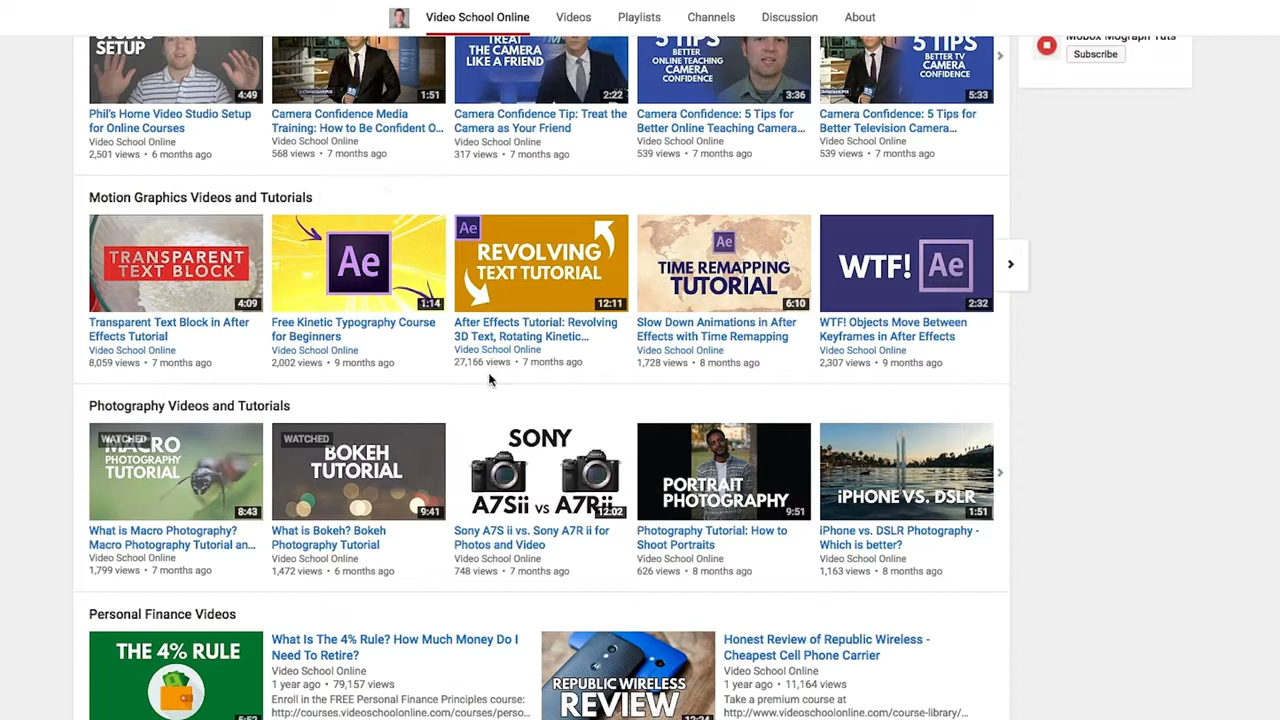 Video School Online Videos Playlists Channels Discussion About
Mobox Mograph Tuts
Subscribe
STUDIO
SETUP
4:49
1:51
TREAT
THE CAMERA
LIKE A FRIEND
2:22
5 TIPS
BETTER
ONLINE TEACHING
CAMERA
CONFIDENCE
3:36
5 TIPS
BETTER TV
CAMERA
CONFIDENCE
5:33
Phil's Home Video Studio Setup
for Online Courses
Video School Online
2,501 views • 6 months ago
Camera Confidence Media
Training: How to Be Confident O...
Video School Online
568 views • 7 months ago
Camera Confidence Tip: Treat the
Camera as Your Friend
Video School Online
317 views • 7 months ago
Camera Confidence: 5 Tips for
Better Online Teaching Camera...
Video School Online
539 views • 7 months ago
Camera Confidence: 5 Tips for
Better Television Camera...
Video School Online
539 views • 7 months ago
Motion Graphics Videos and Tutorials
TRANSPARENT
TEXT BLOCK
4:09
Ae
1:14
Ae
REVOLVING
TEXT TUTORIAL
12:11
Ae
TIME REMAPPING
TUTORIAL
6:10
WTF! Ae
2:32
Transparent Text Block in After
Effects Tutorial
Video School Online
8,059 views • 7 months ago
Free Kinetic Typography Course
for Beginners
Video School Online
2,002 views • 9 months ago
After Effects Tutorial: Revolving
3D Text, Rotating Kinetic...
Video School Online
27,166 views • 7 months ago
Slow Down Animations in After
Effects with Time Remapping
Video School Online
1,728 views • 8 months ago
WTF! Objects Move Between
Keyframes in After Effects
Video School Online
2,307 views • 9 months ago
Photography Videos and Tutorials
WATCHED
MACRO
PHOTOGRAPHY
TUTORIAL
8:43
WATCHED
BOKEH
TUTORIAL
9:41
SONY
A7Sii vs A7Rii
12:02
PORTRAIT
PHOTOGRAPHY
9:51
iPHONE VS. DSLR
1:51
What is Macro Photography?
Macro Photography Tutorial an...
Video School Online
1,799 views • 7 months ago
What is Bokeh? Bokeh
Photography Tutorial
Video School Online
1,472 views • 6 months ago
Sony A7S ii vs. Sony A7R ii for
Photos and Video
Video School Online
748 views • 7 months ago
Photography Tutorial: How to
Shoot Portraits
Video School Online
626 views • 8 months ago
iPhone vs. DSLR Photography -
Which is better?
Video School Online
1,163 views • 8 months ago
Personal Finance Videos
THE 4% RULE
What Is The 4% Rule? How Much Money Do I
Need To Retire?
Video School Online
1 year ago • 79,157 views
Enroll in the FREE Personal Finance Principles course:
http://courses.videoschoolonline.com/courses/perso...
REPUBLIC WIRELESS
REVIEW
Honest Review of Republic Wireless -
Cheapest Cell Phone Carrier
Video School Online
1 year ago • 11,164 views
Take a premium course at
http://www.videoschoolonline.com/course-library/...